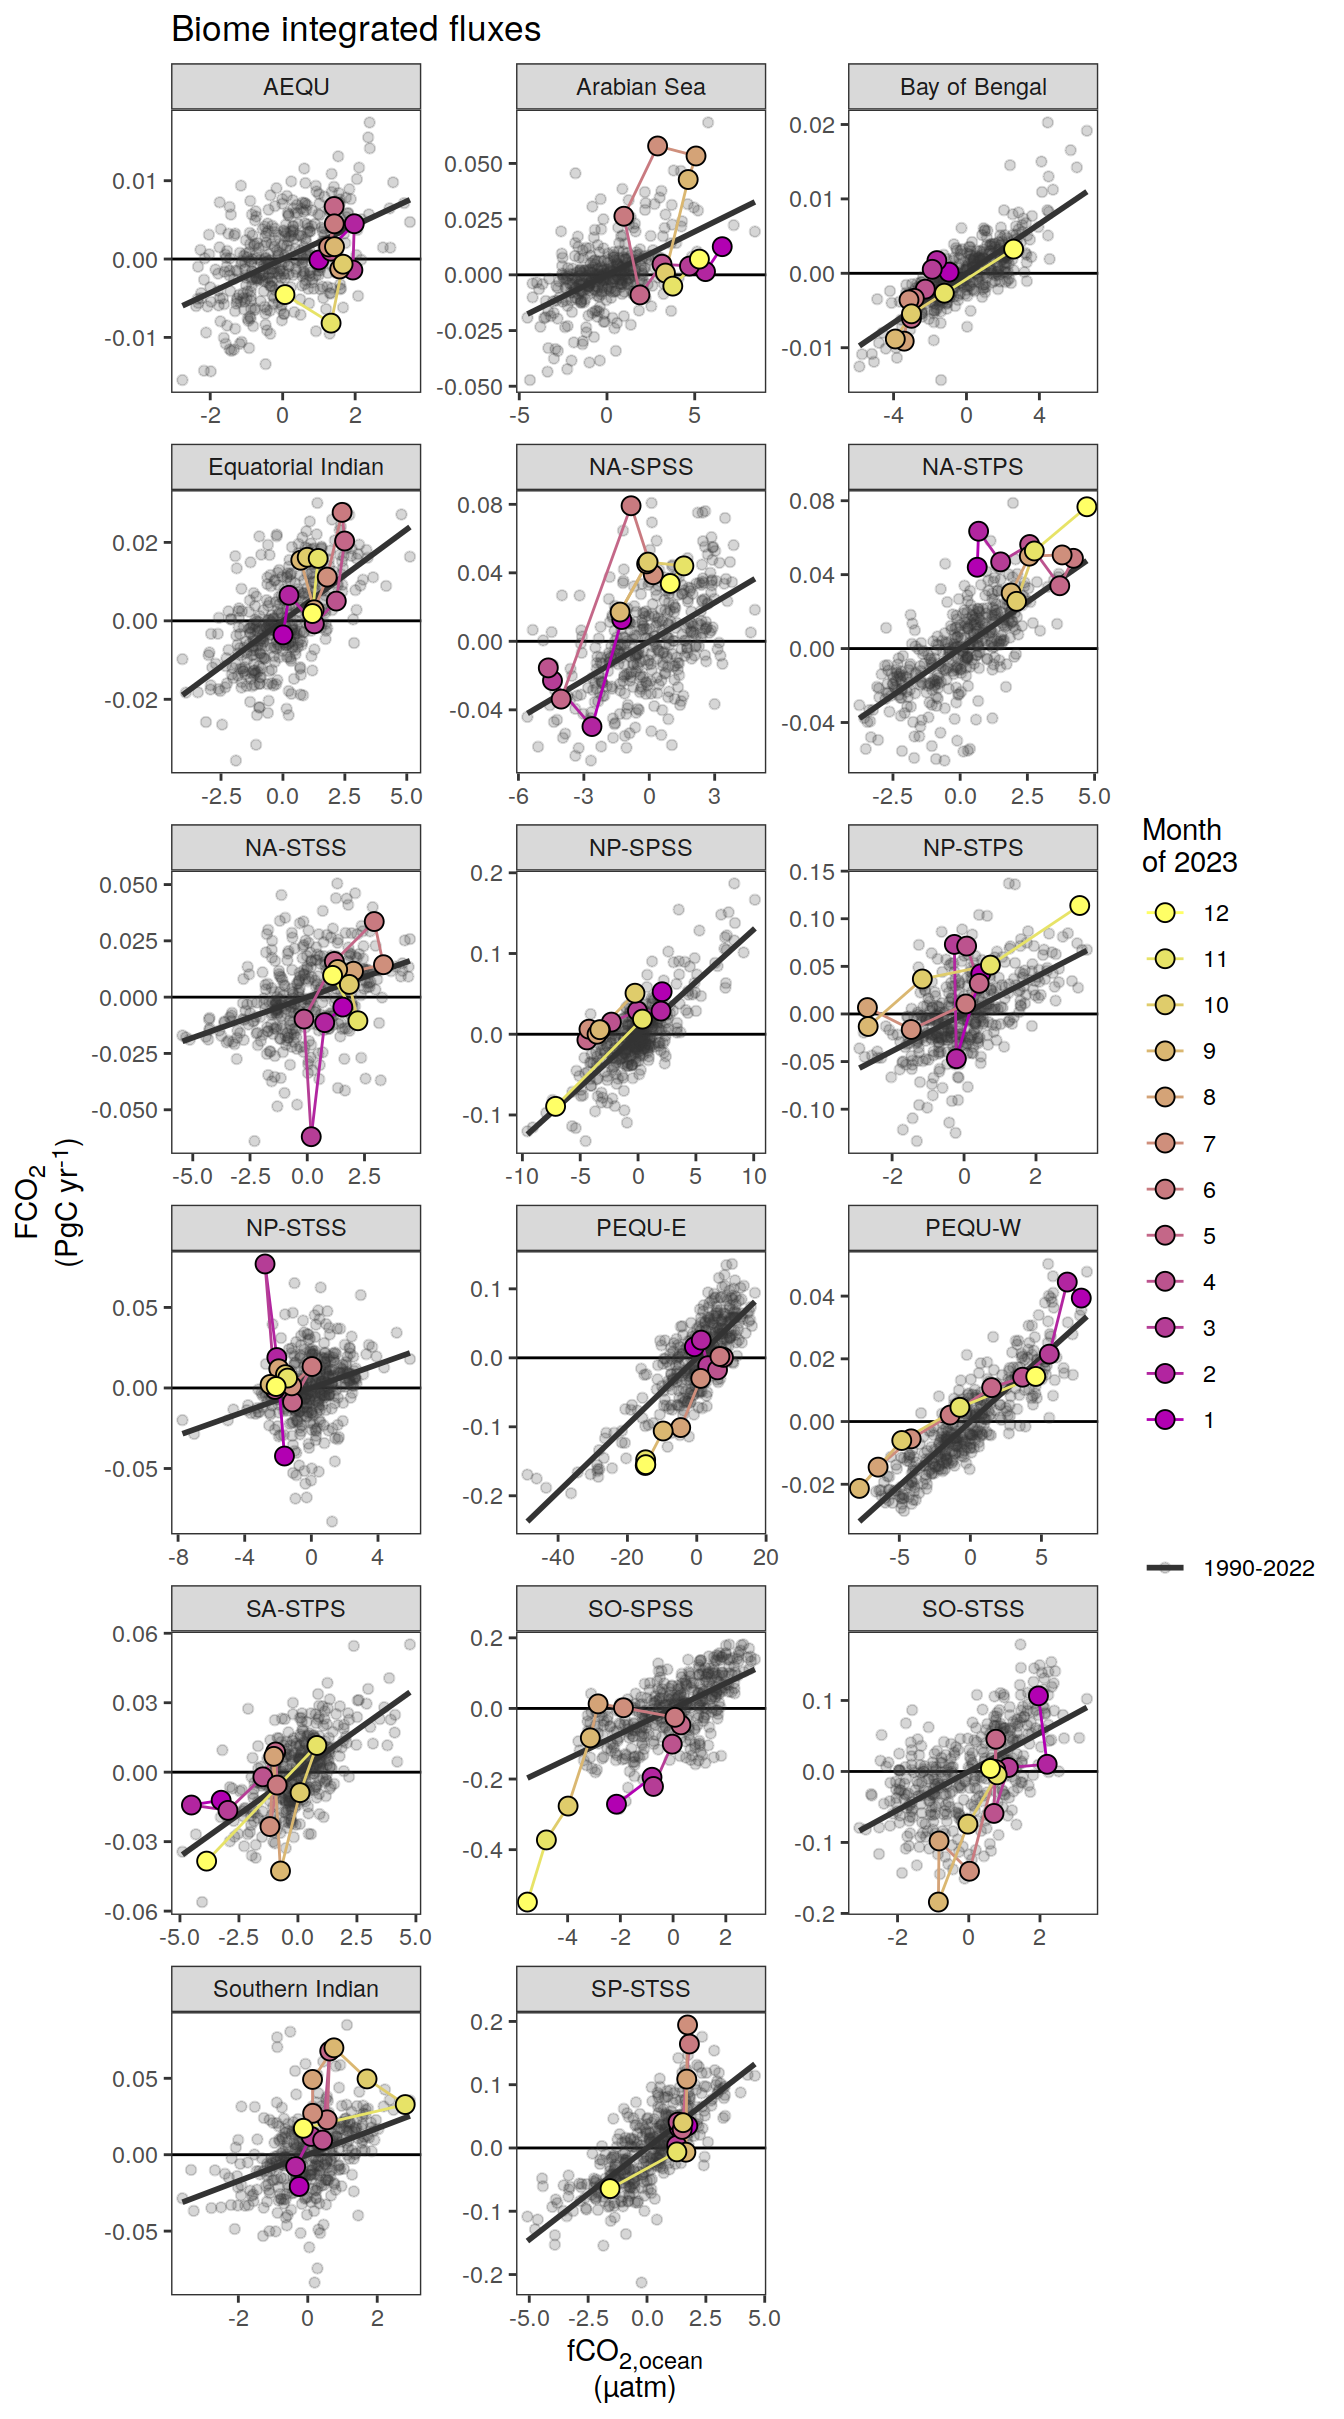 Biome integrated fluxes
AEQU
Arabian Sea
Bay of Bengal
0.01
0.00
-0.01
0.050
0.025
0.000
-0.025
-0.050
0.02
0.01
0.00
-0.01
-2 0 2
-5 0 5
-4 0 4
Equatorial Indian
NA-SPSS
NA-STPS
0.02
0.00
-0.02
0.08
0.04
0.00
-0.04
0.08
0.04
0.00
-0.04
-2.5 0.0 2.5 5.0
-6 -3 0 3
-2.5 0.0 2.5 5.0
NA-STSS
NP-SPSS
NP-STPS
0.050
0.025
0.000
-0.025
-0.050
0.2
0.1
0.0
-0.1
0.15
0.10
0.05
0.00
-0.05
-0.10
-5.0 -2.5 0.0 2.5
-10 -5 0 5 10
-2 0 2
NP-STSS
PEQU-E
PEQU-W
0.05
0.00
-0.05
0.1
0.0
-0.1
-0.2
0.04
0.02
0.00
-0.02
-8 -4 0 4
-40 -20 0 20
-5 0 5
SA-STPS
SO-SPSS
SO-STSS
0.06
0.03
0.00
-0.03
-0.06
0.2
0.0
-0.2
-0.4
0.1
0.0
-0.1
-0.2
-5.0 -2.5 0.0 2.5 5.0
-4 -2 0 2
-2 0 2
Southern Indian
SP-STSS
0.05
0.00
-0.05
0.2
0.1
0.0
-0.1
-0.2
-2 0 2
-5.0 -2.5 0.0 2.5 5.0
FCO₂
(PgC yr⁻¹)
fCO₂,ocean
(µatm)
Month
of 2023
12
11
10
9
8
7
6
5
4
3
2
1
1990-2022